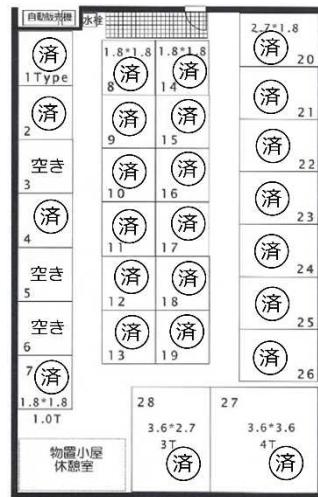 自動販売機
水栓
済
1Type
済
2
空き
3
済
4
空き
5
空き
6
7
済
1.8*1.8
1.0T
物置小屋
休憩室
1.8*1.8
済
8
済
9
済
10
済
11
済
12
済
13
1.8*1.8
済
14
済
15
済
16
済
17
済
18
済
19
2.7*1.8
済
20
済
21
済
22
済
23
済
24
済
25
済
26
28
3.6*2.7
3T
済
27
3.6*3.6
4T
済